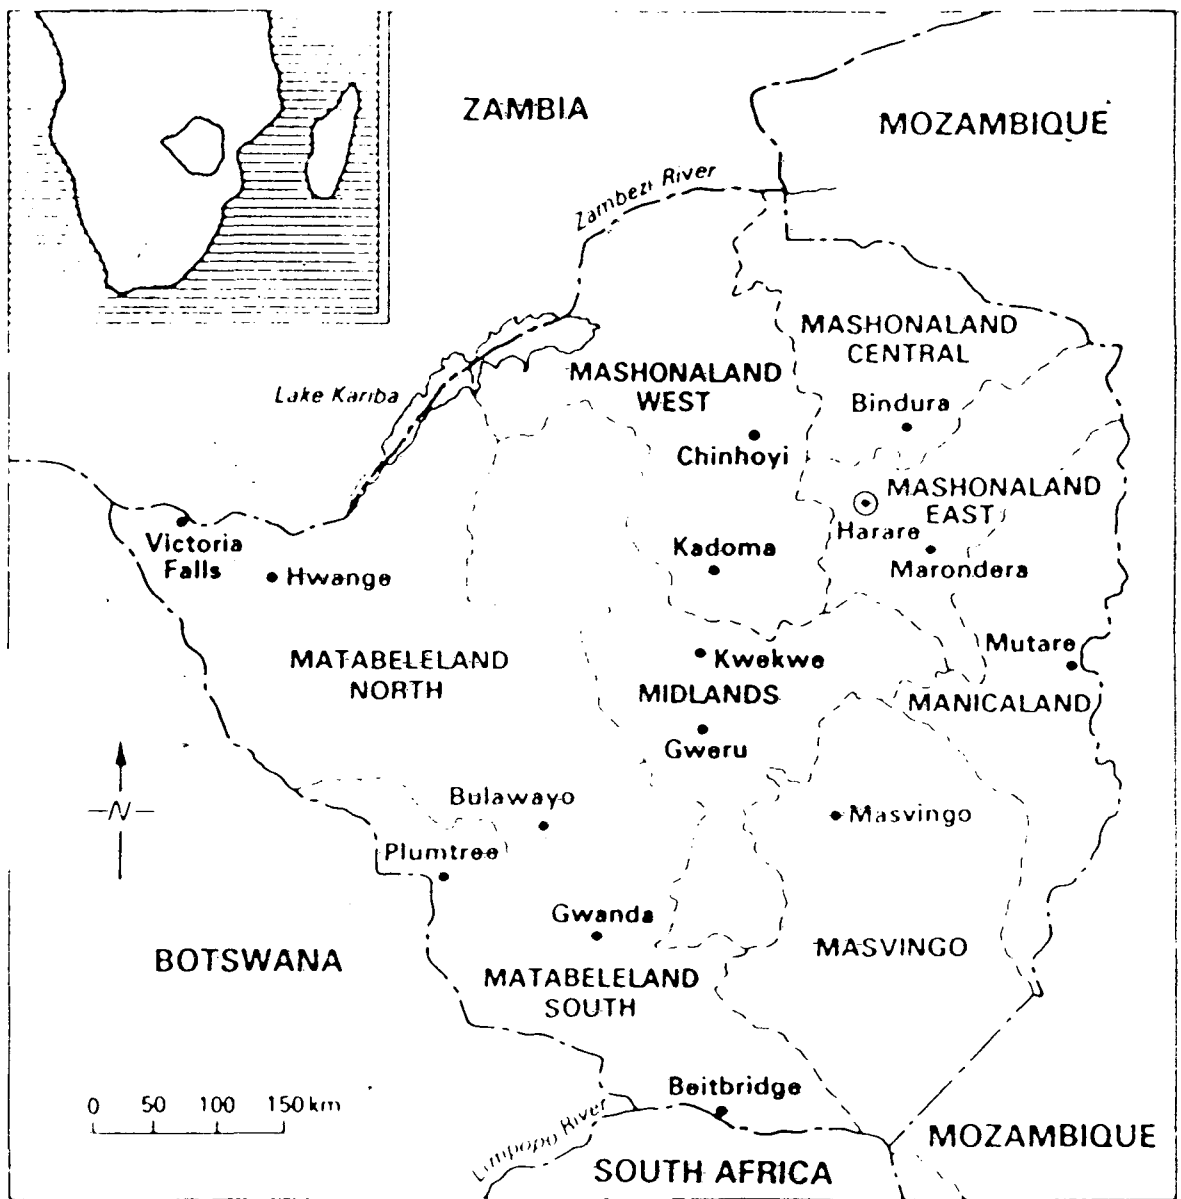 ZAMBIA
MOZAMBIQUE
Zambezi River
MASHONALAND
CENTRAL
Lake Kariba
MASHONALAND
WEST
Bindura
Chinhoyi
MASHONALAND
EAST
Harare
Victoria
Falls
Hwange
Kadoma
Marondera
Mutare
MATABELELAND
NORTH
Kwekwe
MIDLANDS
MANICALAND
Gweru
N
Bulawayo
Masvingo
Plumtree
Gwanda
BOTSWANA
MASVINGO
MATABELELAND
SOUTH
Beitbridge
0 50 100 150 km
Limpopo River
MOZAMBIQUE
SOUTH AFRICA